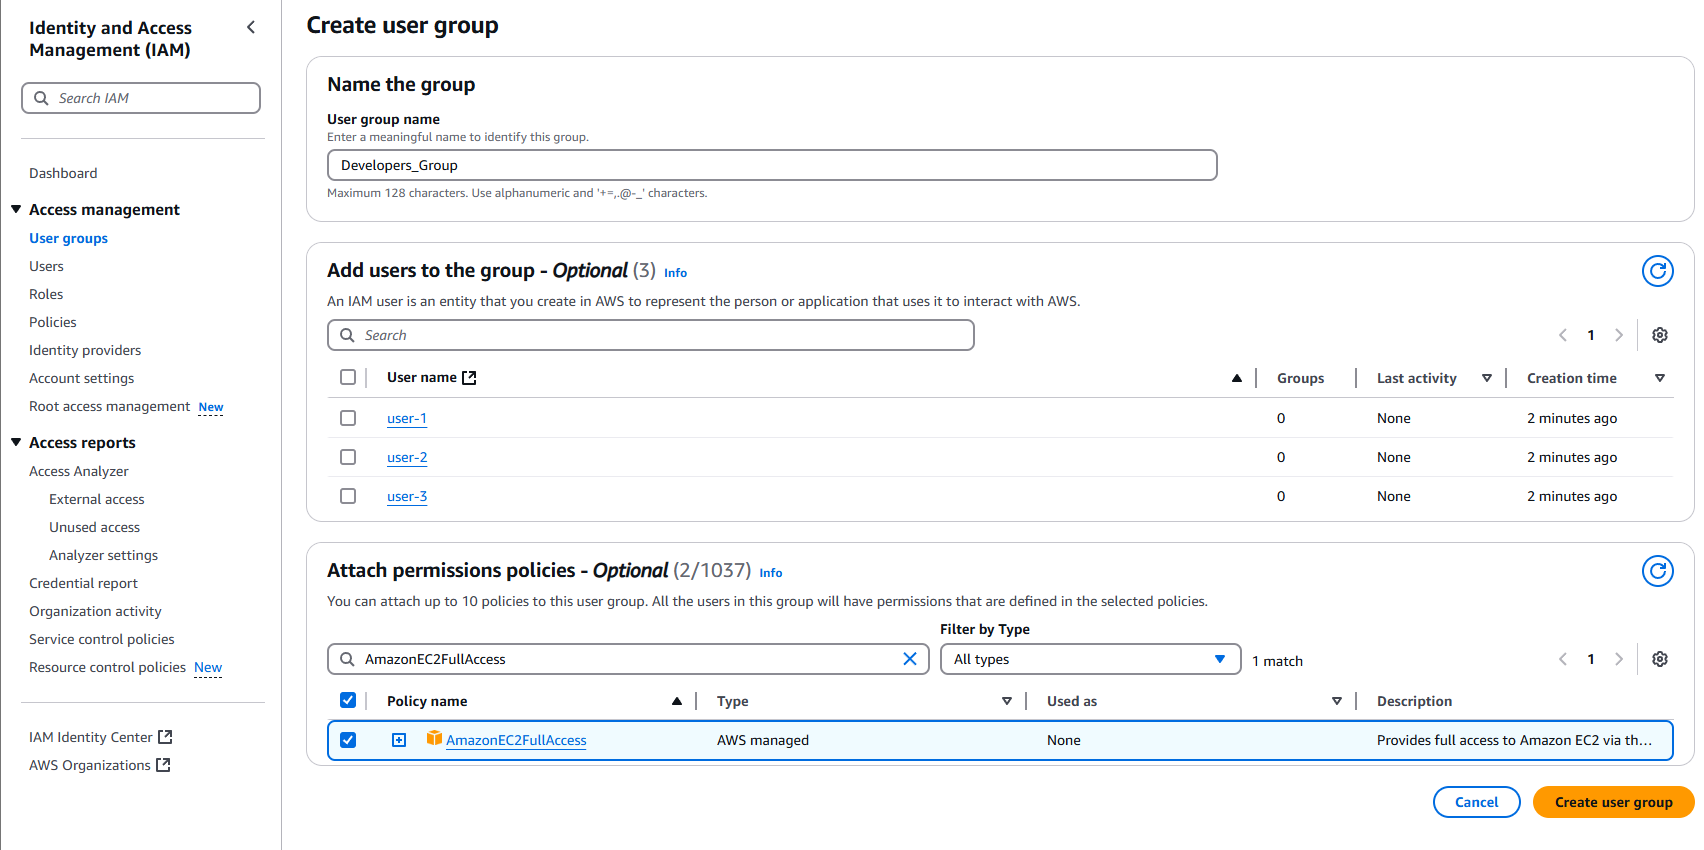 Identity and Access
Management (IAM)
Search IAM
Dashboard
Access management
User groups
Users
Roles
Policies
Identity providers
Account settings
Root access management New
Access reports
Access Analyzer
External access
Unused access
Analyzer settings
Credential report
Organization activity
Service control policies
Resource control policies New
IAM Identity Center
AWS Organizations
Create user group
Name the group
User group name
Enter a meaningful name to identify this group.
Developers_Group
Maximum 128 characters. Use alphanumeric and '+=,.@-_' characters.
Add users to the group - Optional (3) Info
An IAM user is an entity that you create in AWS to represent the person or application that uses it to interact with AWS.
Search
1
User name Groups Last activity Creation time
user-1 0 None 2 minutes ago
user-2 0 None 2 minutes ago
user-3 0 None 2 minutes ago
Attach permissions policies - Optional (2/1037) Info
You can attach up to 10 policies to this user group. All the users in this group will have permissions that are defined in the selected policies.
Filter by Type
AmazonEC2FullAccess All types 1 match 1
Policy name Type Used as Description
AmazonEC2FullAccess AWS managed None Provides full access to Amazon EC2 via th...
Cancel Create user group